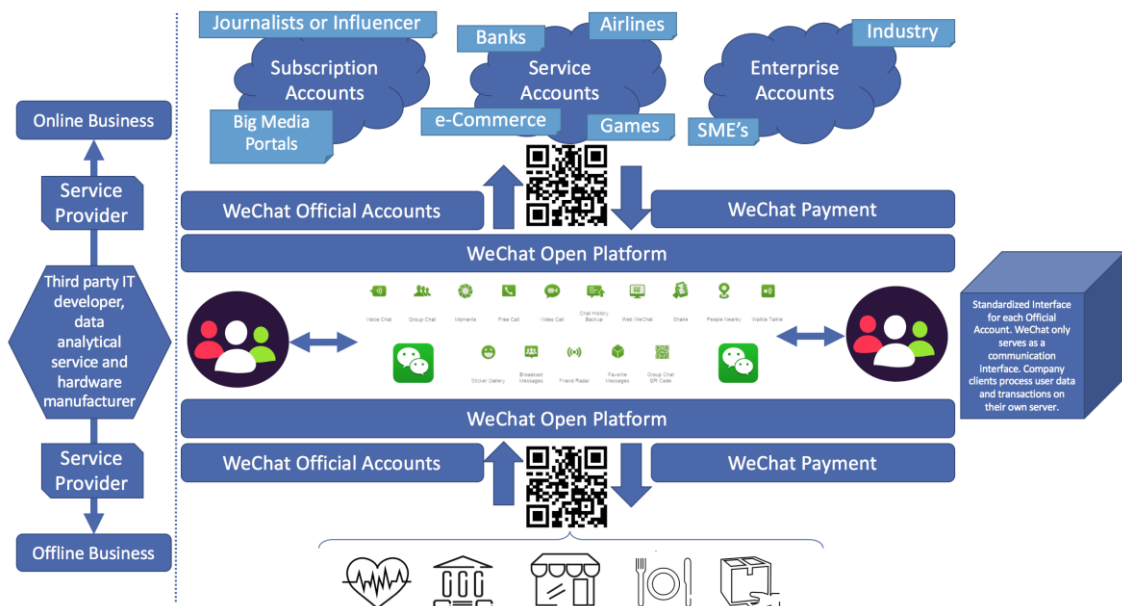 Journalists or Influencer
Banks
Airlines
Industry
Subscription
Accounts
Service
Accounts
Enterprise
Accounts
Big Media
Portals
e-Commerce
Games
SME's
Online Business
Service
Provider
Third party IT
developer,
data
analytical
service and
hardware
manufacturer
Service
Provider
Offline Business
WeChat Official Accounts
WeChat Payment
WeChat Open Platform
Voice Chat
Group Chat
Moments
Free Call
Video Call
Chat History
Backup
Web WeChat
Shake
People Nearby
Walkie Talkie
Sticker Gallery
Broadcast
Messages
Friend Radar
Favorite
Messages
Group Chat
QR Code
WeChat Open Platform
WeChat Official Accounts
WeChat Payment
Standardized Interface
for each Official
Account. WeChat only
serves as a
communication
interface. Company
clients process user data
and transactions on
their own server.